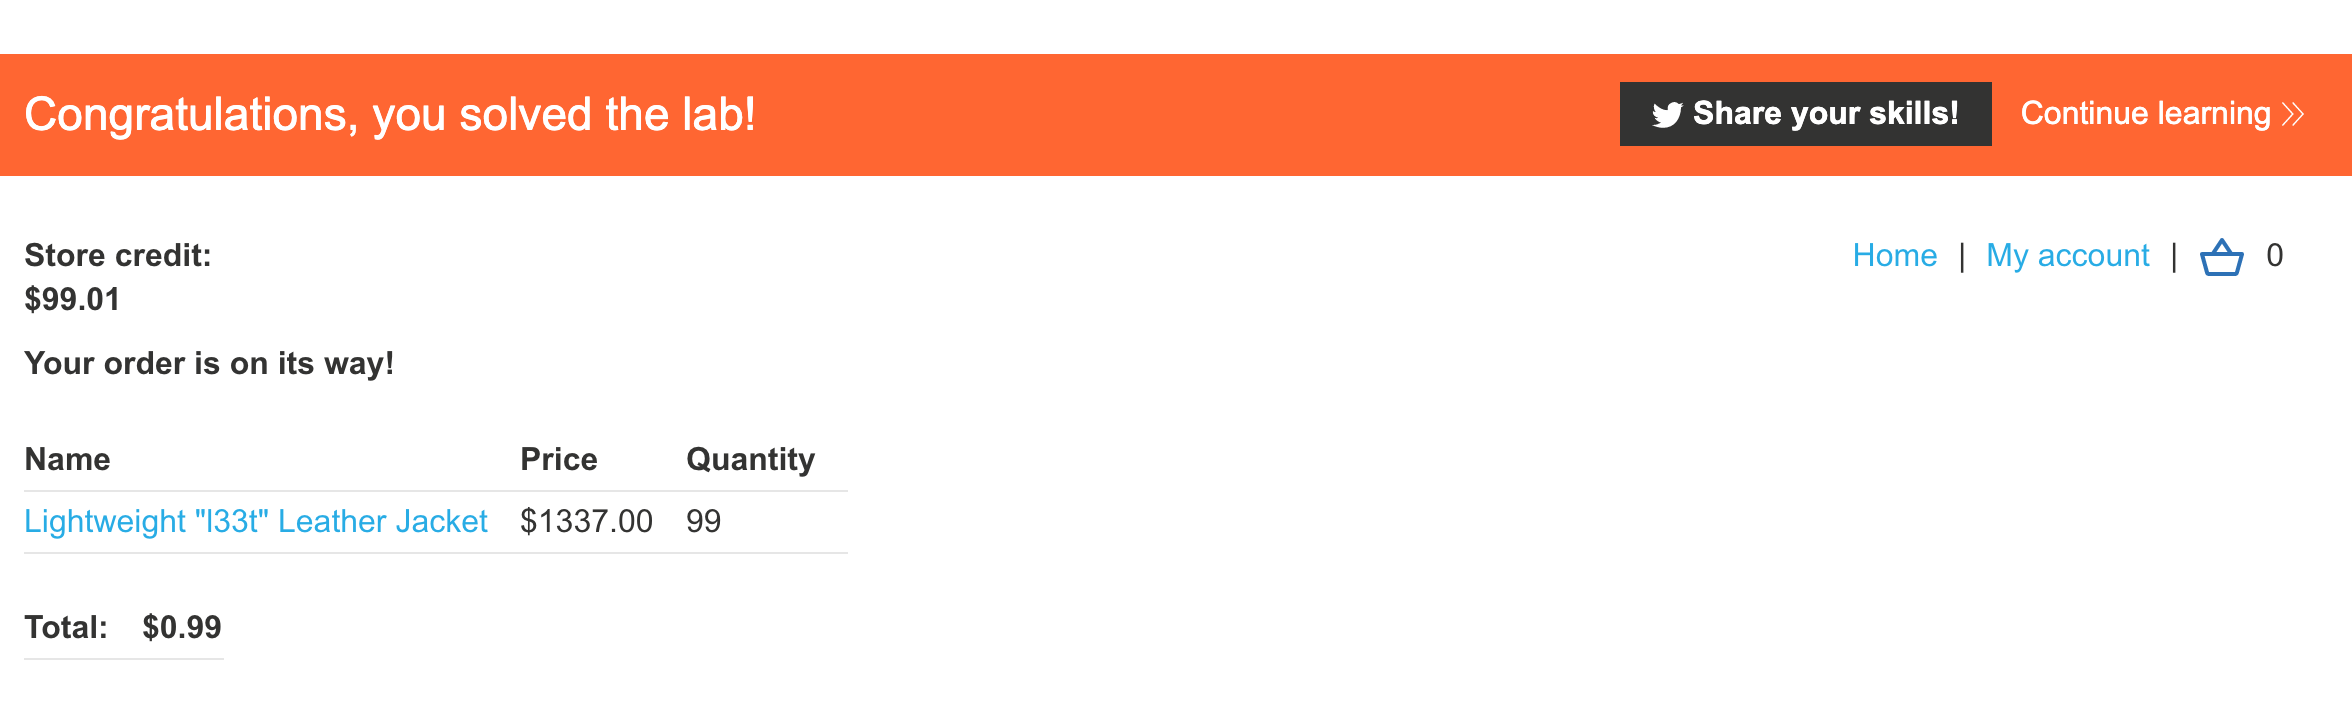 Congratulations, you solved the lab!
Share your skills!
Continue learning
Store credit:
$99.01
Home | My account | 0
Your order is on its way!
Name Price Quantity
Lightweight "l33t" Leather Jacket $1337.00 99
Total: $0.99